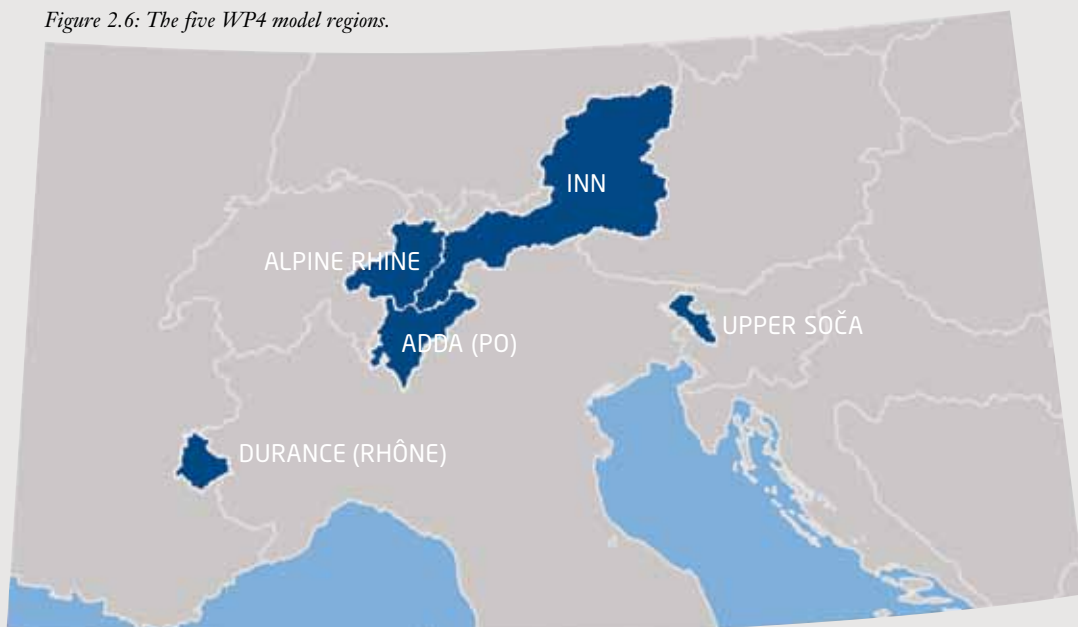 Figure 2.6: The five WP4 model regions.
INN
ALPINE RHINE
UPPER SOČA
ADDA (PO)
DURANCE (RHÔNE)